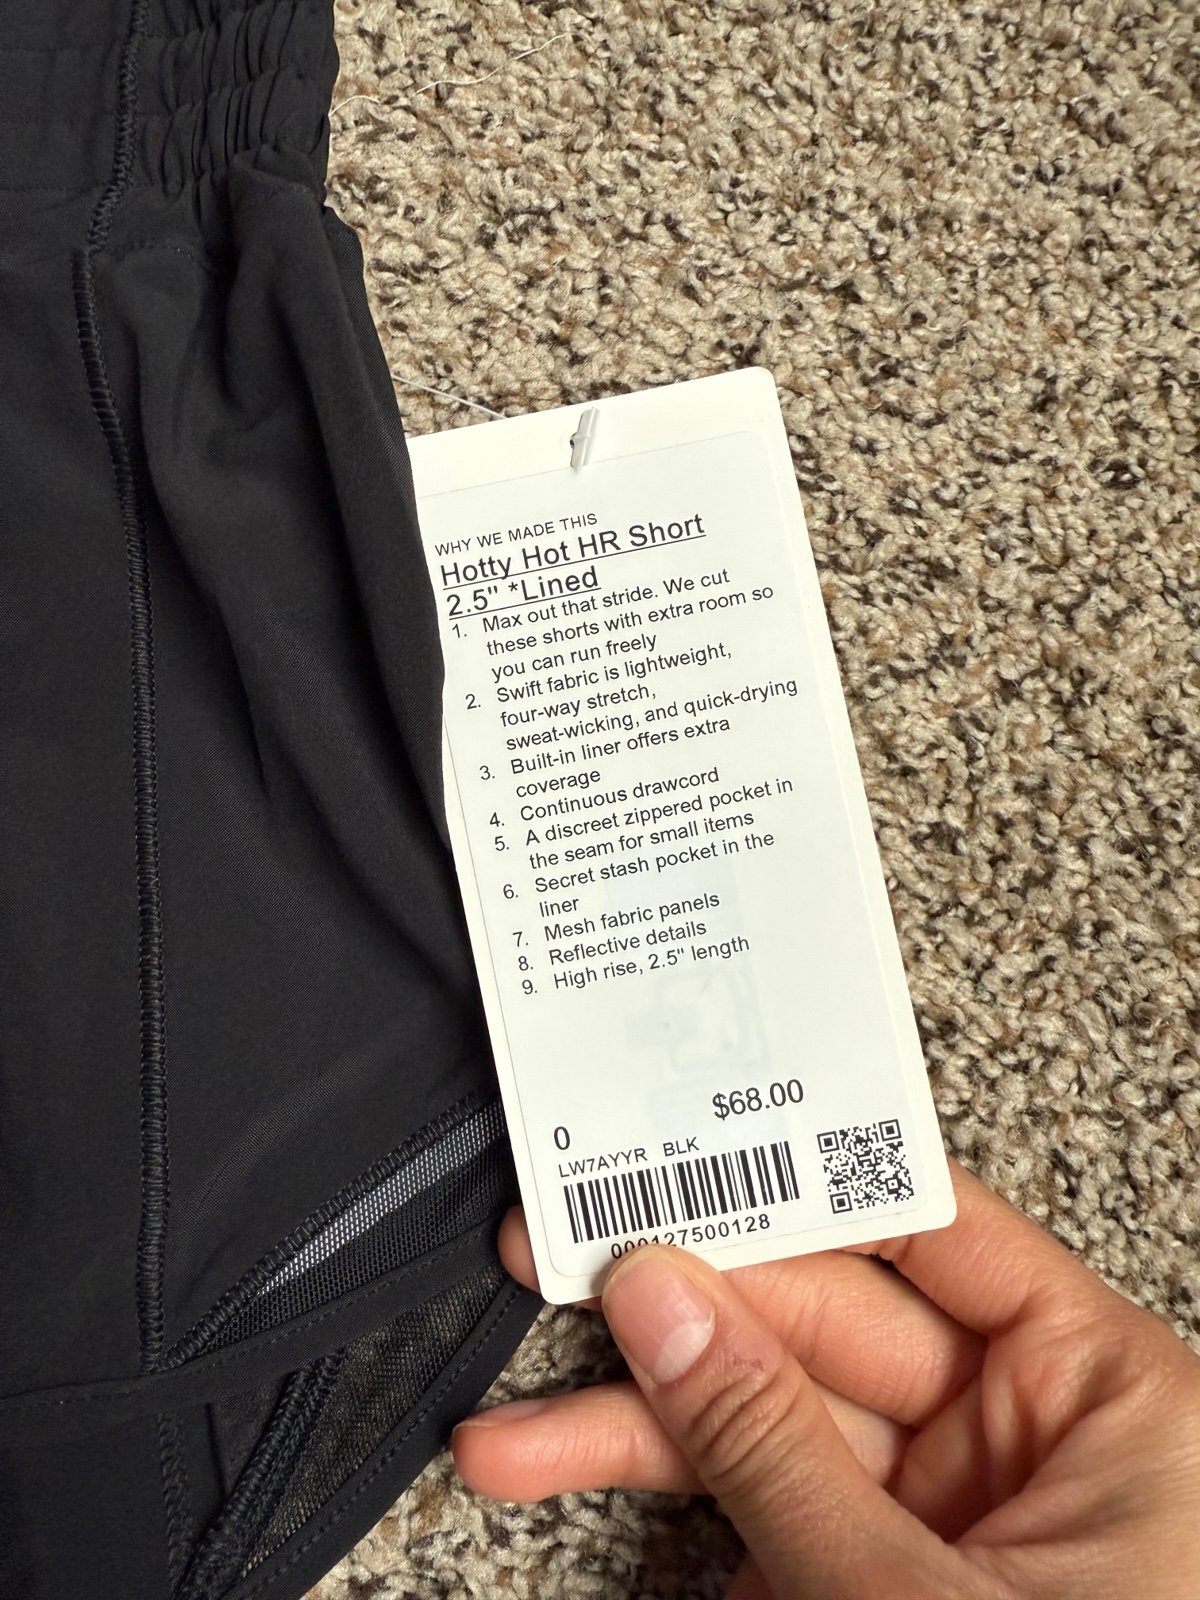 WHY WE MADE THIS
Hotty Hot HR Short
2.5" *Lined
1. Max out that stride. We cut
these shorts with extra room so
you can run freely
2. Swift fabric is lightweight,
four-way stretch,
sweat-wicking, and quick-drying
3. Built-in liner offers extra
coverage
4. Continuous drawcord
5. A discreet zippered pocket in
the seam for small items
6. Secret stash pocket in the
liner
7. Mesh fabric panels
8. Reflective details
9. High rise, 2.5" length
$68.00
0
LW7AYYR BLK
000127500128